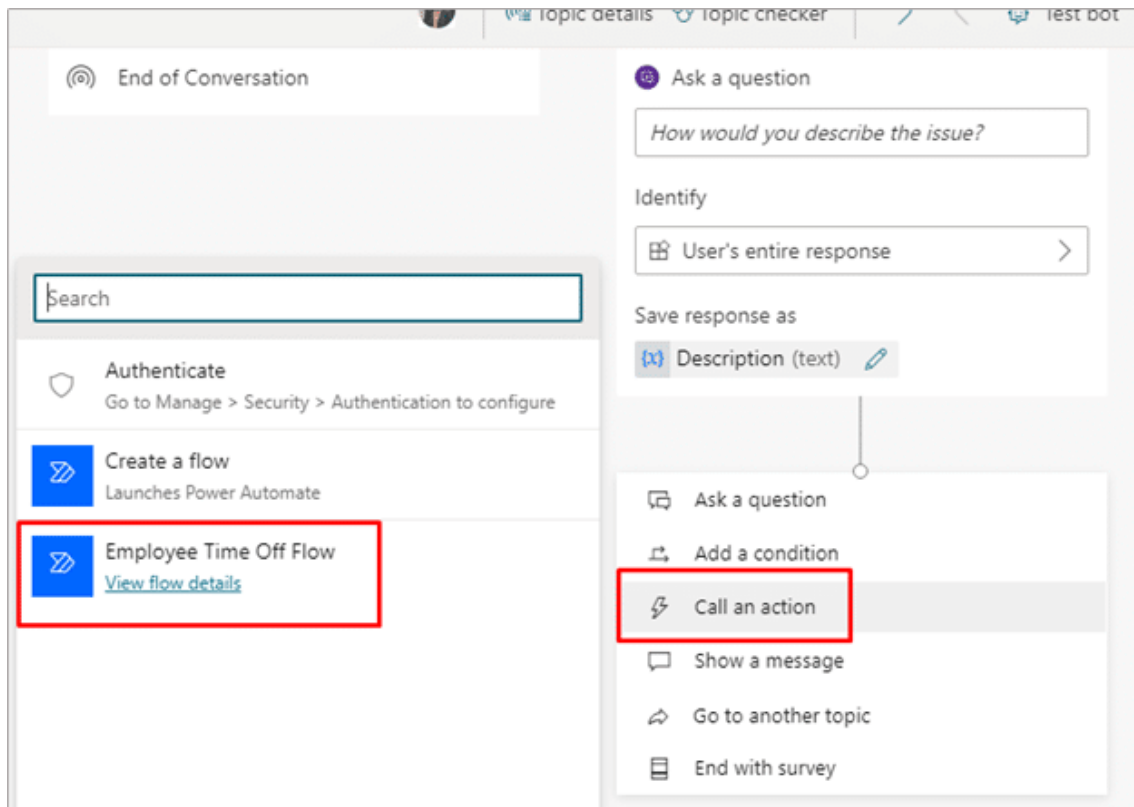 Topic details
Topic checker
Test bot
End of Conversation
Ask a question
How would you describe the issue?
Identify
User's entire response
Save response as
{x} Description (text)
Search
Authenticate
Go to Manage > Security > Authentication to configure
Create a flow
Launches Power Automate
Employee Time Off Flow
View flow details
Ask a question
Add a condition
Call an action
Show a message
Go to another topic
End with survey